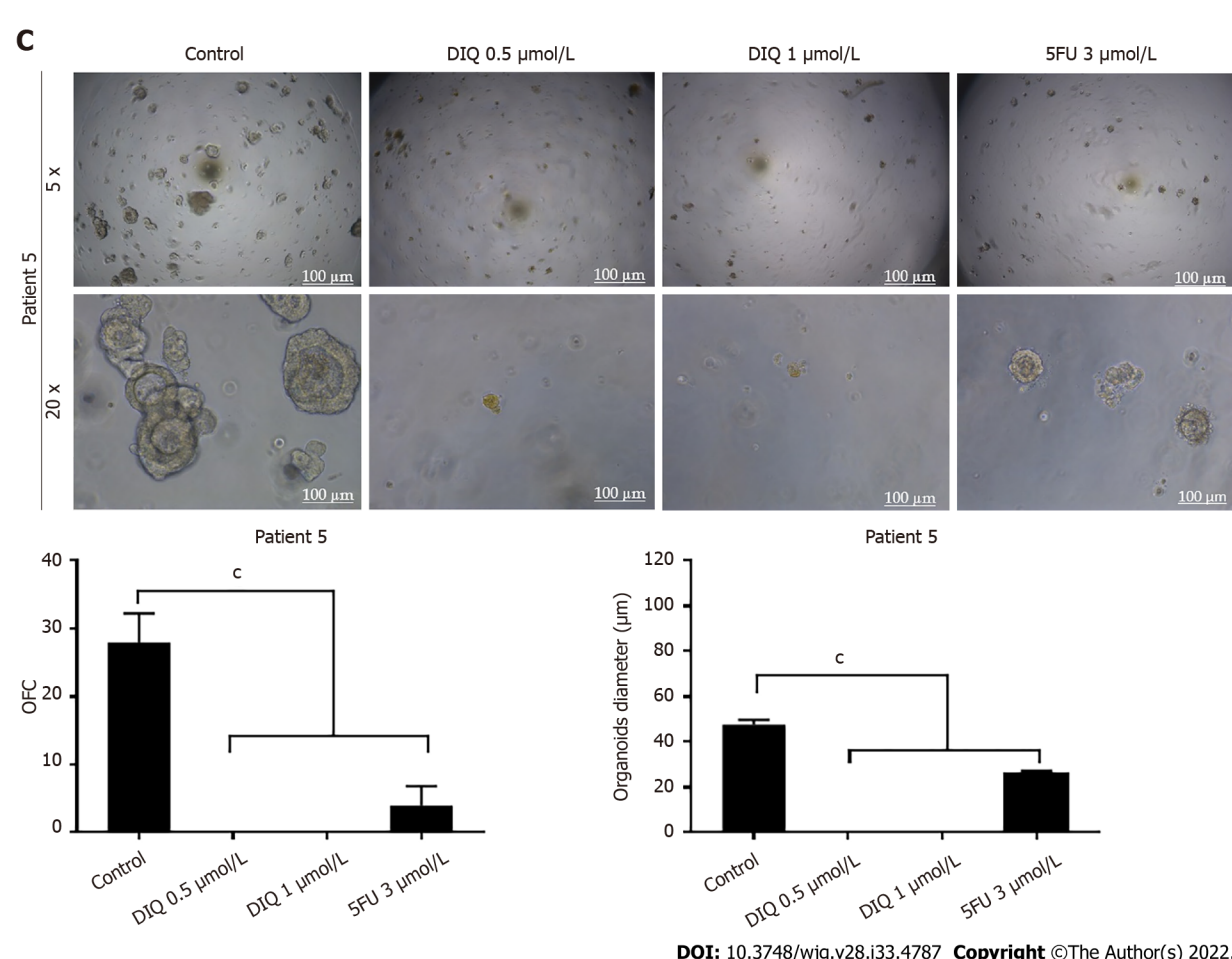 C
Control DIQ 0.5 µmol/L DIQ 1 µmol/L 5FU 3 µmol/L
Patient 5
5 x
100 µm 100 µm 100 µm 100 µm
20 x
100 µm 100 µm 100 µm 100 µm
Patient 5
40
30
20
10
0
OFC
c
Control DIQ 0.5 µmol/L DIQ 1 µmol/L 5FU 3 µmol/L
Patient 5
120
100
80
60
40
20
0
Organoids diameter (µm)
c
Control DIQ 0.5 µmol/L DIQ 1 µmol/L 5FU 3 µmol/L
DOI: 10.3748/wjg.v28.i33.4787 Copyright ©The Author(s) 2022